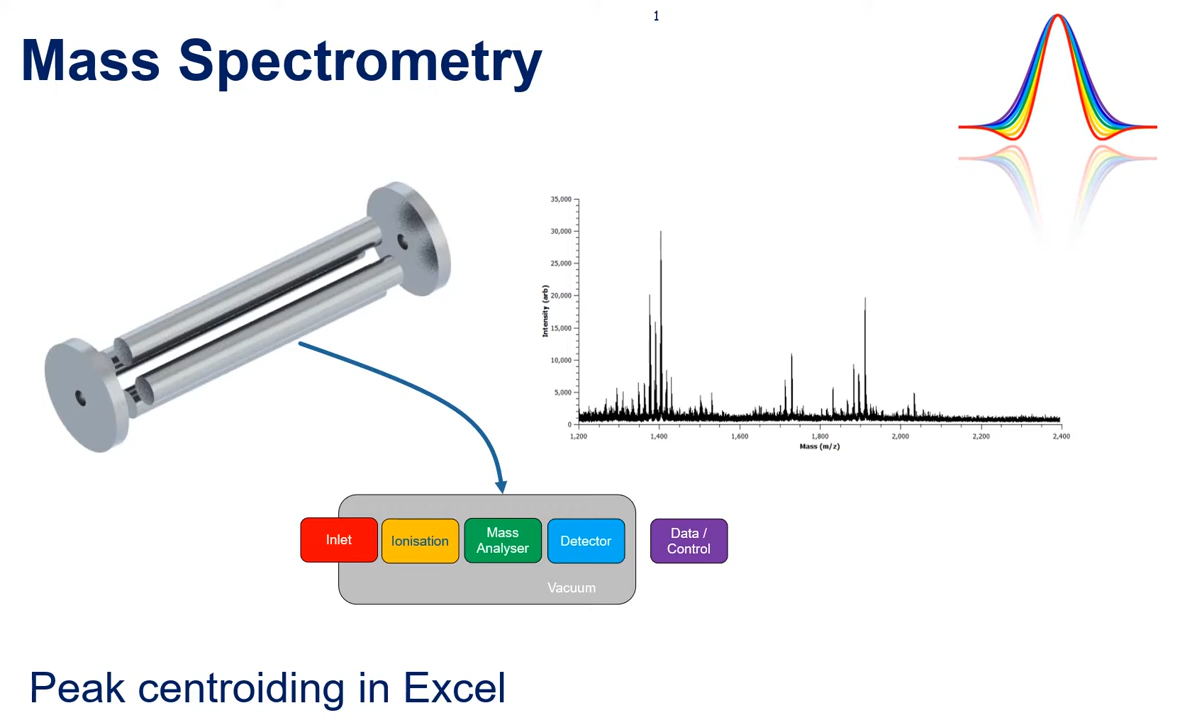 1
Mass Spectrometry
35,000
30,000
25,000
20,000
15,000
10,000
5,000
0
Intensity (arb)
1,200 1,400 1,600 1,800 2,000 2,200 2,400
Mass (m/z)
Inlet
Ionisation
Mass
Analyser
Detector
Data /
Control
Vacuum
Peak centroiding in Excel